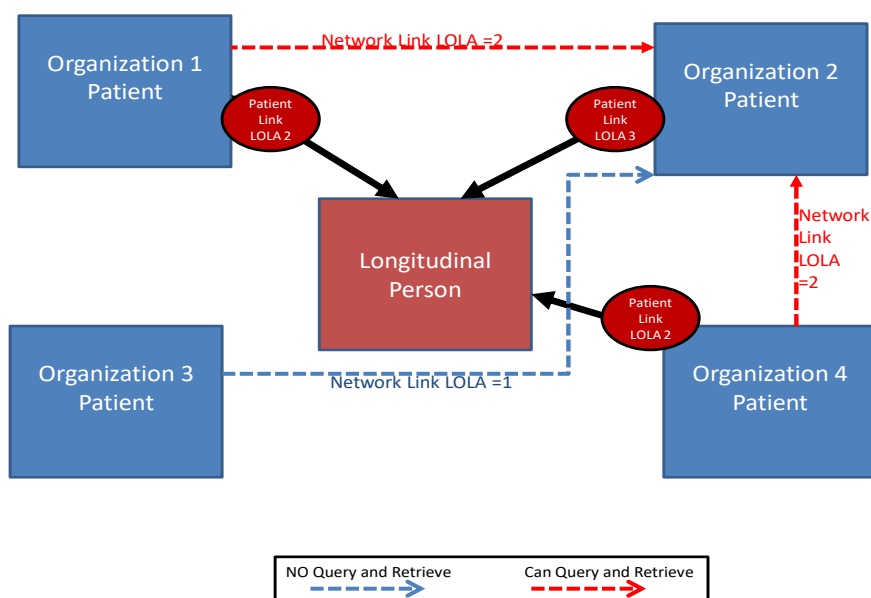 Network Link LOLA =2
Organization 1
Patient
Organization 2
Patient
Patient
Link
LOLA 2
Patient
Link
LOLA 3
Network
Link
LOLA
=2
Longitudinal
Person
Patient
Link
LOLA 2
Organization 3
Patient
Network Link LOLA =1
Organization 4
Patient
NO Query and Retrieve
Can Query and Retrieve